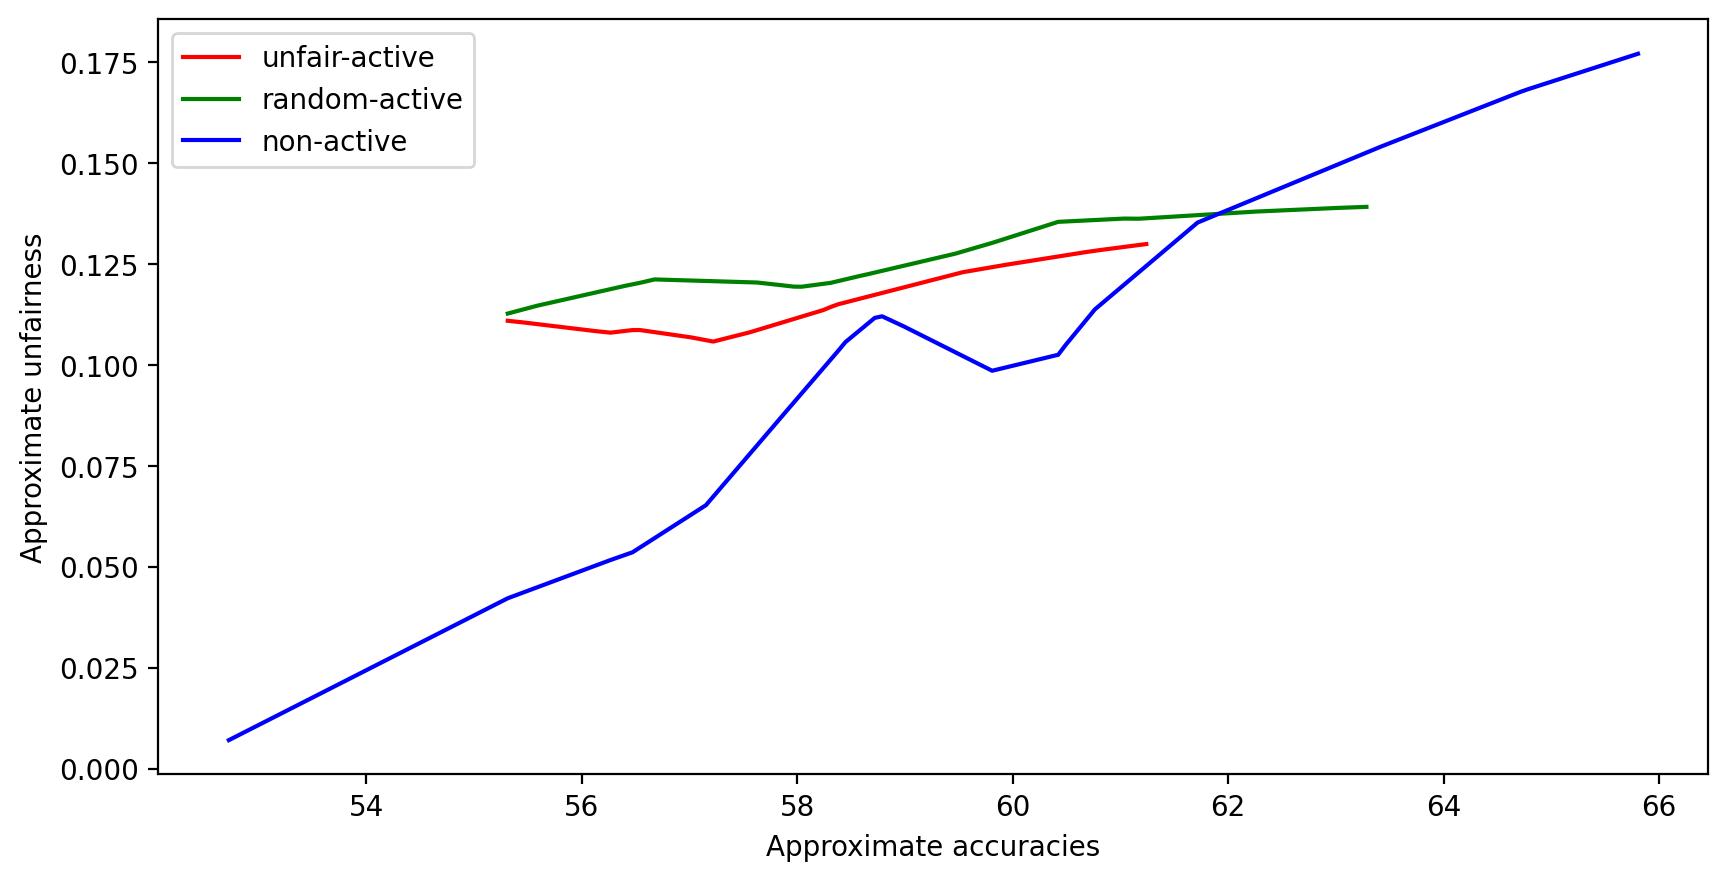 unfair-active
random-active
non-active
Approximate unfairness
0.175
0.150
0.125
0.100
0.075
0.050
0.025
0.000
54 56 58 60 62 64 66
Approximate accuracies